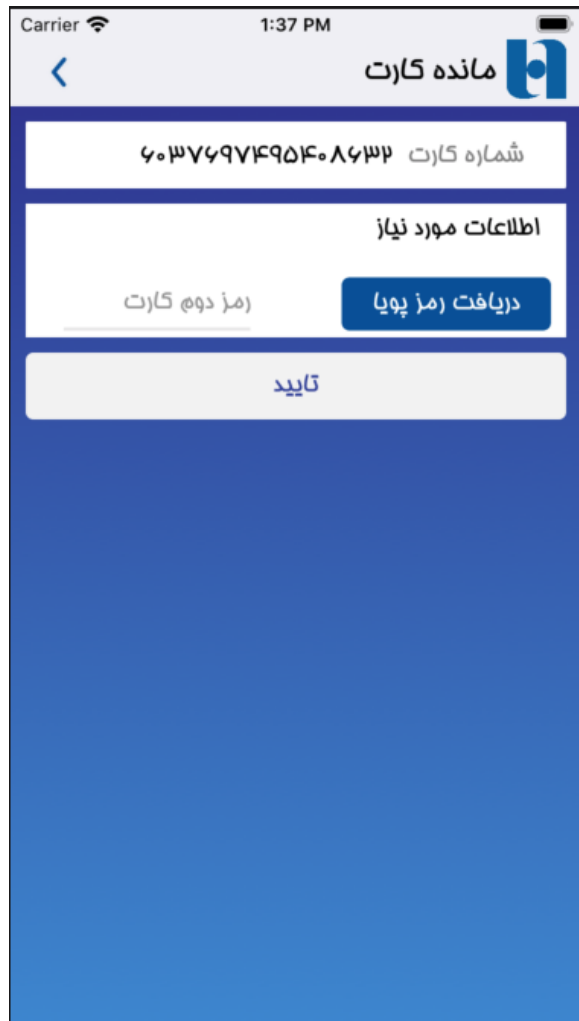 Carrier 1:37 PM
مانده کارت
شماره کارت ۶۰۳۷۶۹۷۴۹۵۴۰۸۶۳۲
اطلاعات مورد نیاز
دریافت رمز پویا رمز دوم کارت
تایید